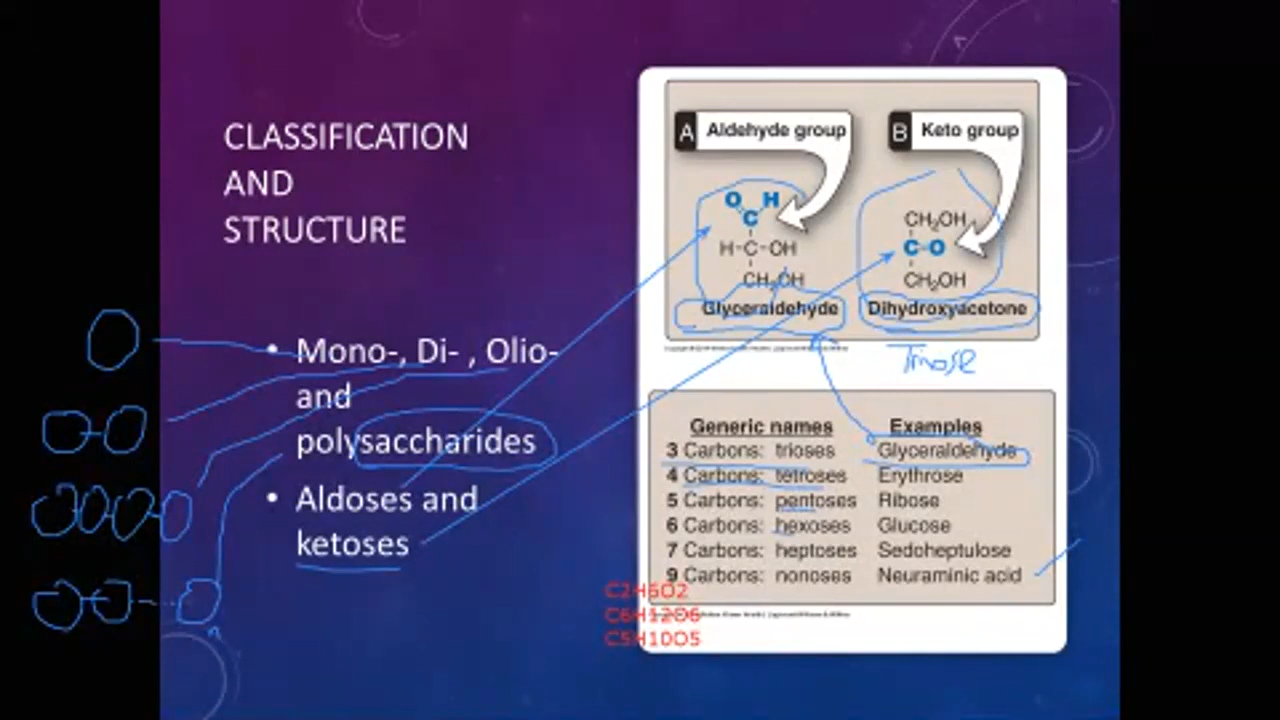 CLASSIFICATION
AND
STRUCTURE
• Mono-, Di- , Olio-
and
polysaccharides
• Aldoses and
ketoses
A Aldehyde group
O H
C
H-C-OH
CH₂OH
Glyceraldehyde
B Keto group
CH₂OH
C-O
CH₂OH
Dihydroxyacetone
Triose
Generic names Examples
3 Carbons: trioses Glyceraldehyde
4 Carbons: tetroses Erythrose
5 Carbons: pentoses Ribose
6 Carbons: hexoses Glucose
7 Carbons: heptoses Sedoheptulose
9 Carbons: nonoses Neuraminic acid
C2H6O2
C6H12O6
C5H10O5